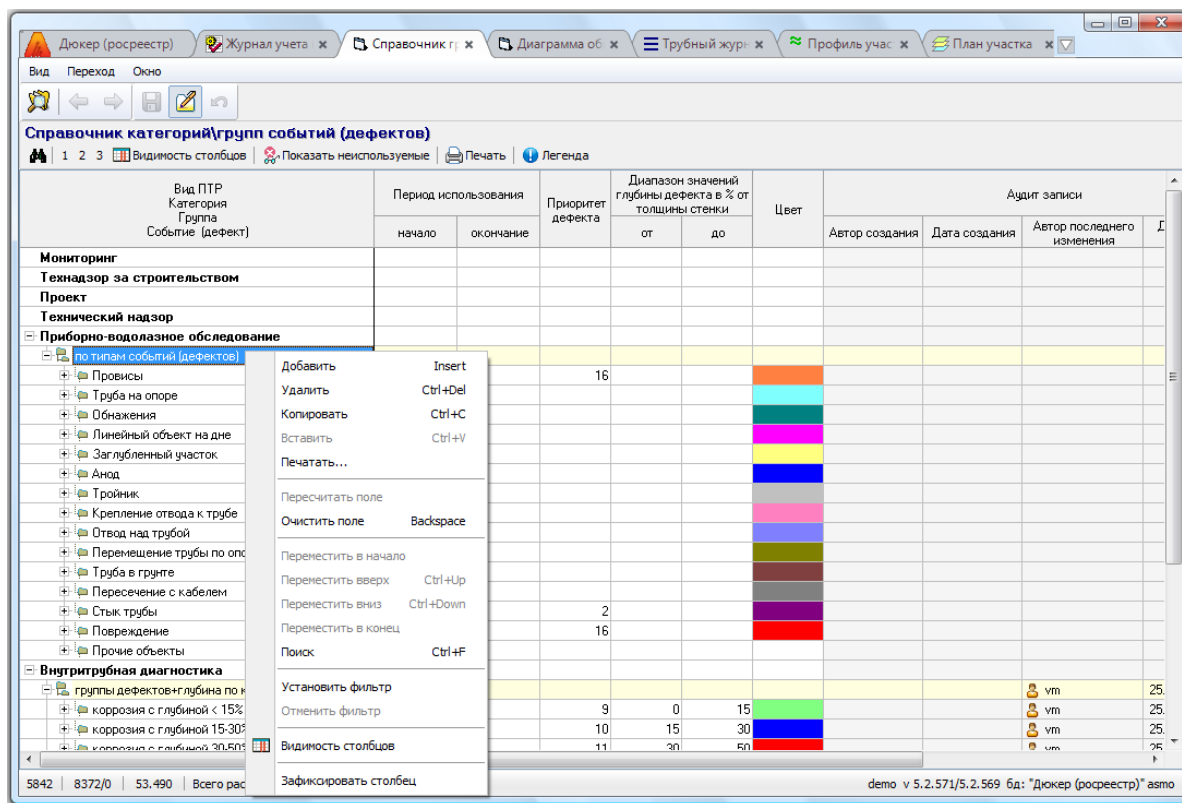 Дюкер (росреестр) Журнал учета Справочник гр Диаграмма об Трубный журн Профиль учас План участка
Вид Переход Окно
Справочник категорий\групп событий (дефектов)
1 2 3 Видимость столбцов Показать неиспользуемые Печать Легенда
Вид ПТР
Категория
Группа
Событие (дефект)
Период использования
начало окончание
Приоритет
дефекта
Диапазон значений
глубины дефекта в % от
толщины стенки
от до
Цвет
Аудит записи
Автор создания Дата создания Автор последнего
изменения
Мониторинг
Технадзор за строительством
Проект
Технический надзор
Приборно-водолазное обследование
по типам событий (дефектов)
Провисы 16
Труба на опоре
Обнажения
Линейный объект на дне
Заглубленный участок
Анод
Тройник
Крепление отвода к трубе
Отвод над трубой
Перемещение трубы по опо
Труба в грунте
Пересечение с кабелем
Стык трубы 2
Повреждение 16
Прочие объекты
Внутритрубная диагностика
группы дефектов+глубина по к vm 25.
коррозия с глубиной < 15% 9 0 15 vm 25.
коррозия с глубиной 15-30% 10 15 30 vm 25.
коррозия с глубиной 30-50% 11 30 50 vm 25
Добавить Insert
Удалить Ctrl+Del
Копировать Ctrl+C
Вставить Ctrl+V
Печатать...
Пересчитать поле
Очистить поле Backspace
Переместить в начало
Переместить вверх Ctrl+Up
Переместить вниз Ctrl+Down
Переместить в конец
Поиск Ctrl+F
Установить фильтр
Отменить фильтр
Видимость столбцов
Зафиксировать столбец
5842 8372/0 53.490 Всего рас demo v 5.2.571/5.2.569 бд: "Дюкер (росреестр)" asmo